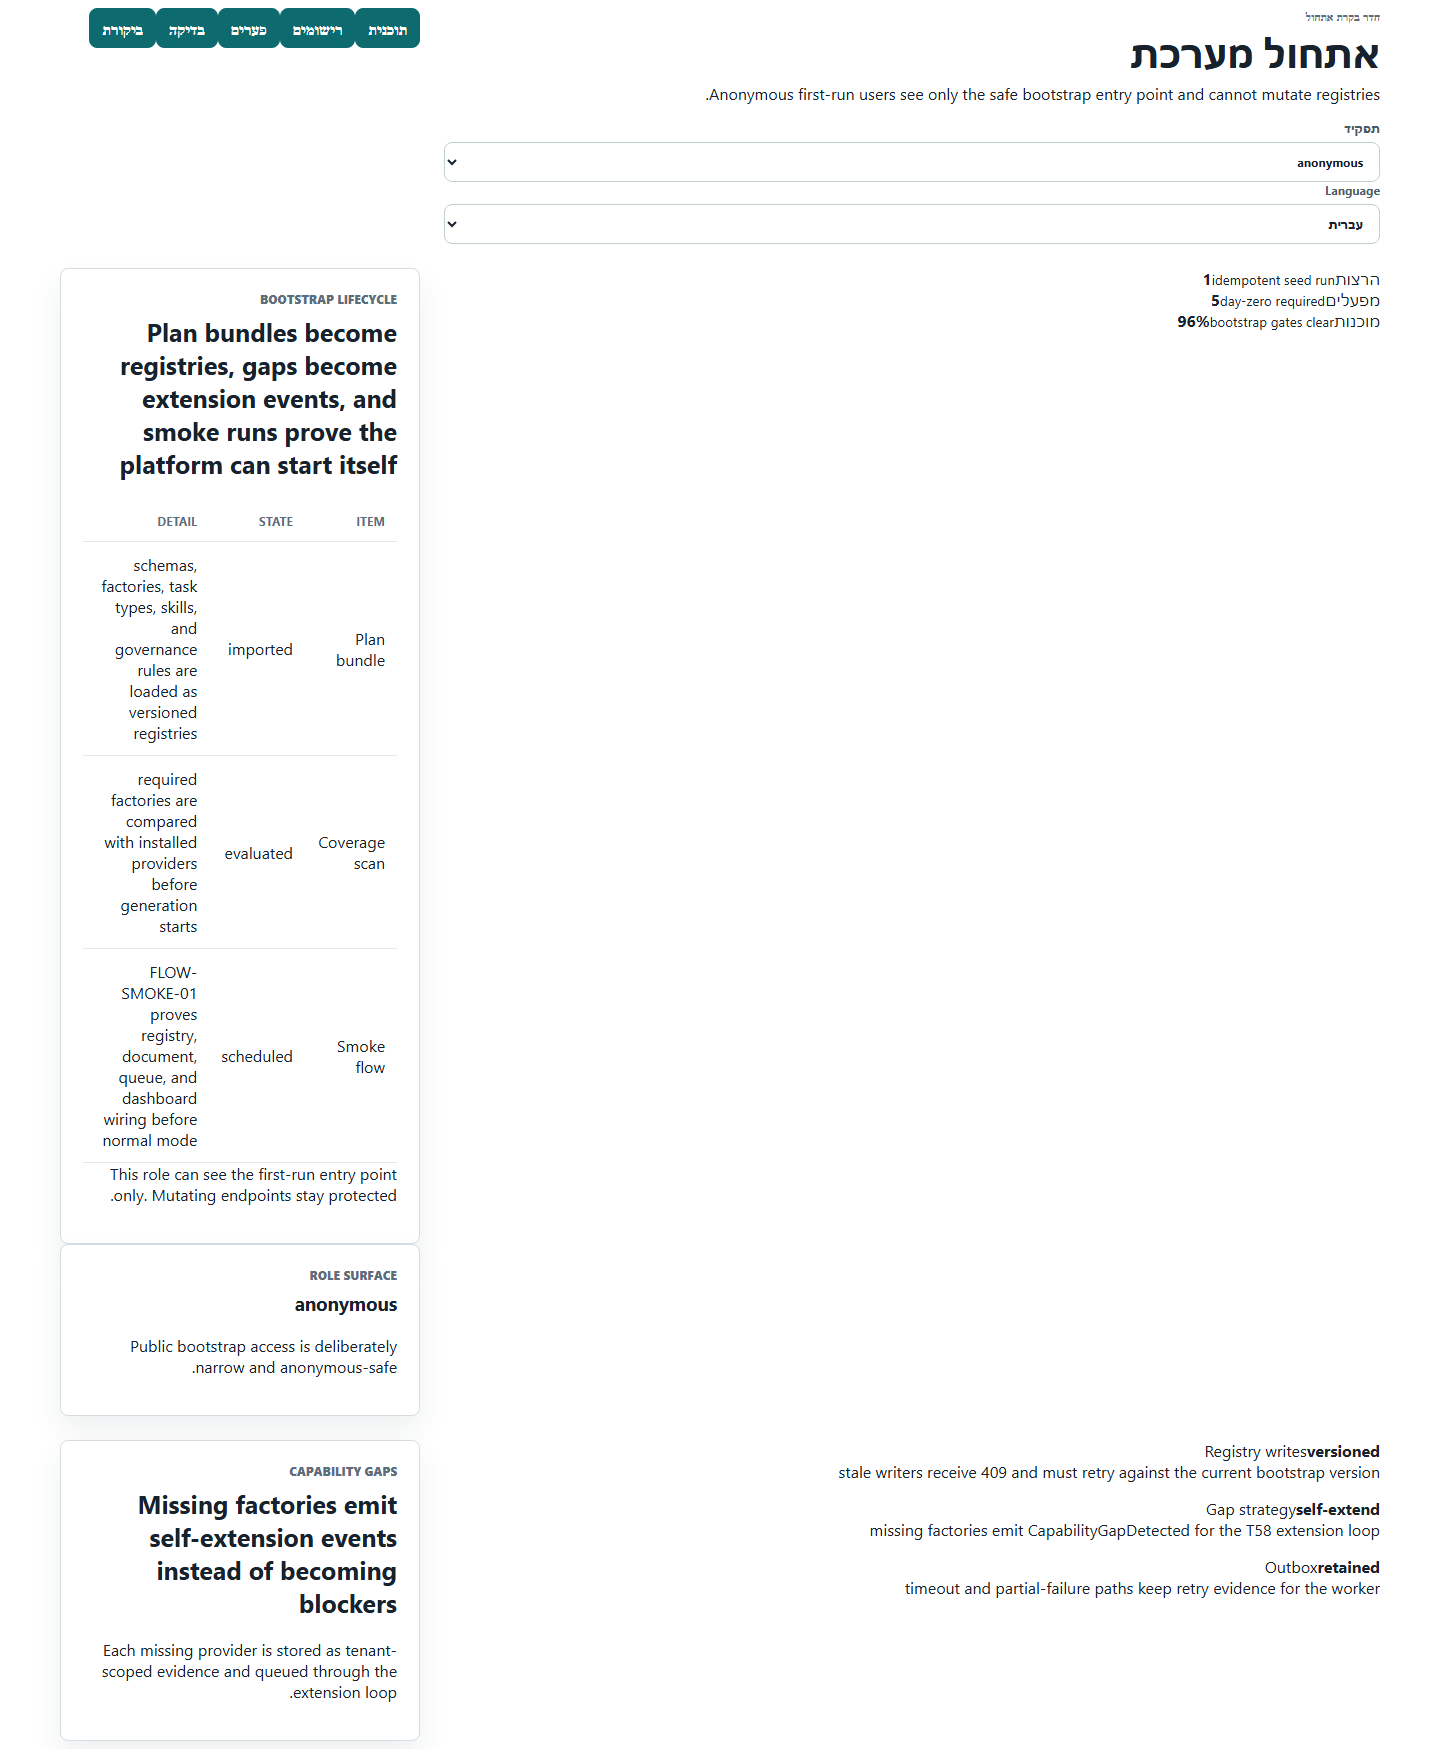 חדר בקרת אתחול
אתחול מערכת
Anonymous first-run users see only the safe bootstrap entry point and cannot mutate registries.
תפקיד
anonymous
Language
עברית
תוכנית
רישומים
פערים
בדיקה
ביקורת
הרצות idempotent seed run 1
מפעלים day-zero required 5
מוכנות bootstrap gates clear 96%
BOOTSTRAP LIFECYCLE
Plan bundles become
registries, gaps become
extension events, and
smoke runs prove the
platform can start itself
ITEM STATE DETAIL
Plan
bundle
imported
schemas,
factories, task
types, skills,
and
governance
rules are
loaded as
versioned
registries
Coverage
scan
evaluated
required
factories are
compared
with installed
providers
before
generation
starts
Smoke
flow
scheduled
FLOW-
SMOKE-01
proves
registry,
document,
queue, and
dashboard
wiring before
normal mode
This role can see the first-run entry point
only. Mutating endpoints stay protected.
ROLE SURFACE
anonymous
Public bootstrap access is deliberately
narrow and anonymous-safe.
Registry writesversioned
stale writers receive 409 and must retry against the current bootstrap version
Gap strategyself-extend
missing factories emit CapabilityGapDetected for the T58 extension loop
Outboxretained
timeout and partial-failure paths keep retry evidence for the worker
CAPABILITY GAPS
Missing factories emit
self-extension events
instead of becoming
blockers
Each missing provider is stored as tenant-
scoped evidence and queued through the
extension loop.